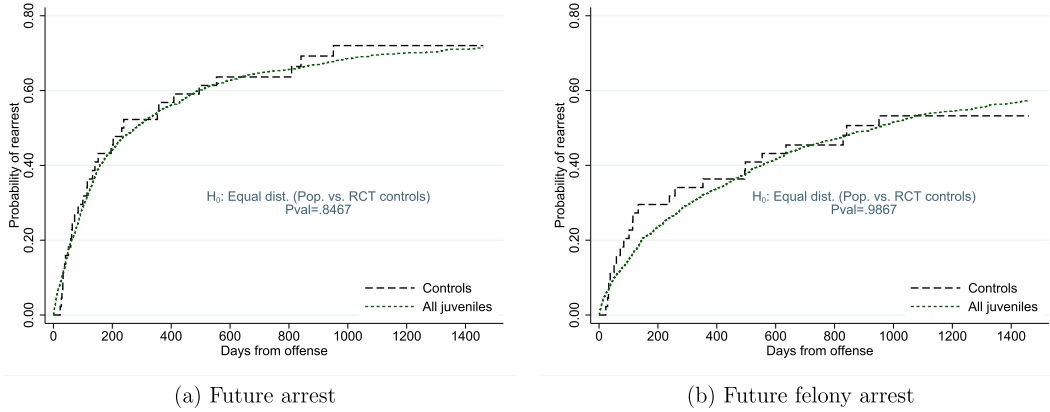 0.80
0.60
0.40
0.20
0.00
Probability of rearrest
H₀: Equal dist. (Pop. vs. RCT controls)
Pval=.8467
Controls
All juveniles
0 200 400 600 800 1000 1200 1400
Days from offense
(a) Future arrest
0.80
0.60
0.40
0.20
0.00
Probability of rearrest
H₀: Equal dist. (Pop. vs. RCT controls)
Pval=.9867
Controls
All juveniles
0 200 400 600 800 1000 1200 1400
Days from offense
(b) Future felony arrest